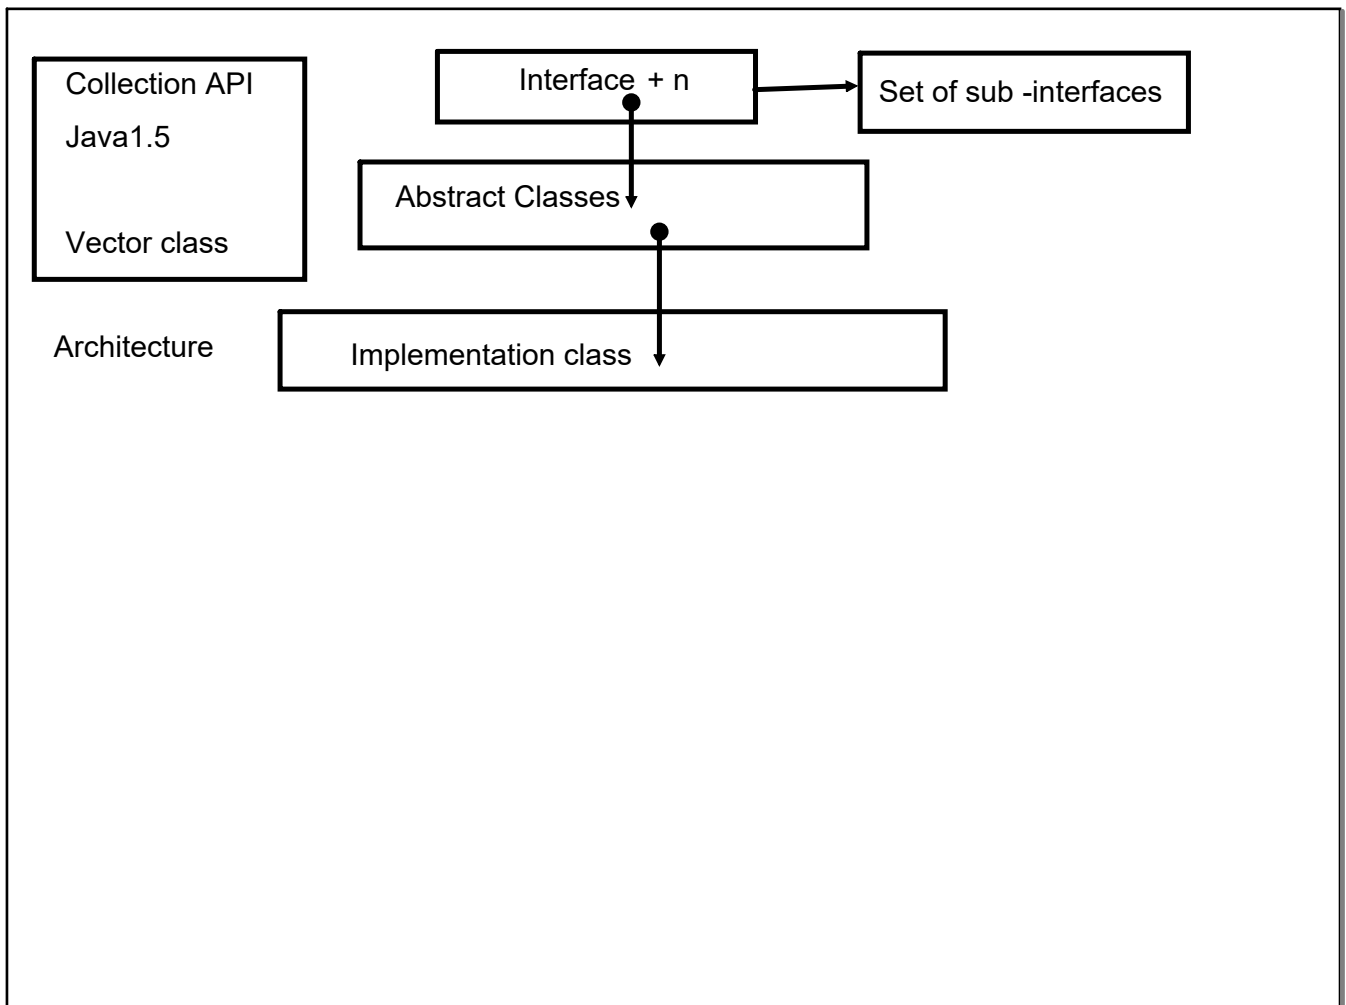 Collection API
Java1.5
Vector class
Interface + n
Set of sub -interfaces
Abstract Classes
Architecture
Implementation class